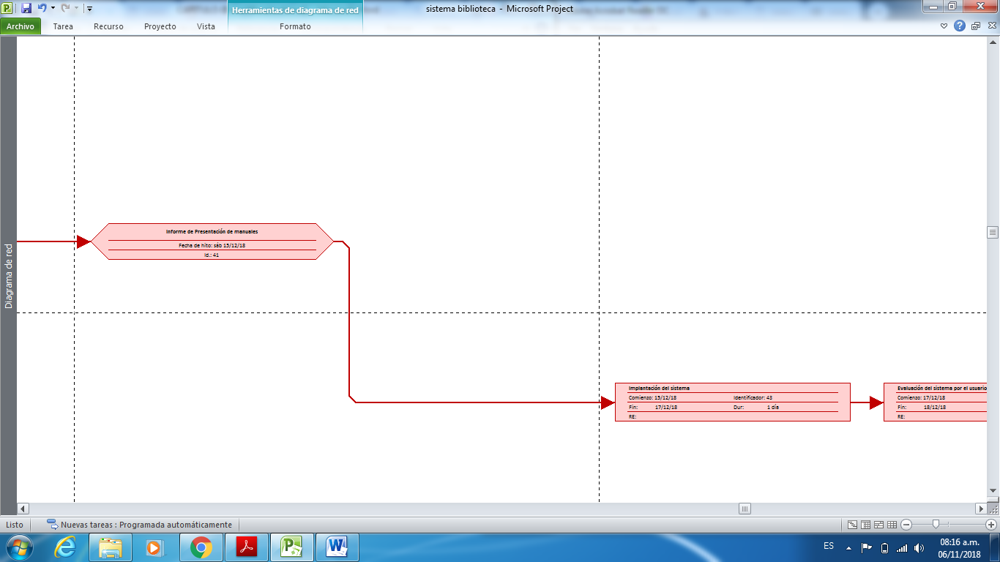 Herramientas de diagrama de red
sistema biblioteca - Microsoft Project
Archivo Tarea Recurso Proyecto Vista Formato
Diagrama de red
Informe de Presentación de manuales
Fecha de hito: sáb 15/12/18
Id.: 41
Implantación del sistema
Comienzo: 15/12/18 Identificador: 43
Fin: 17/12/18 Dur: 1 día
RE:
Evaluación del sistema por el usuario
Comienzo: 17/12/18
Fin: 18/12/18
RE:
Listo Nuevas tareas : Programada automáticamente
ES 08:16 a.m.
06/11/2018